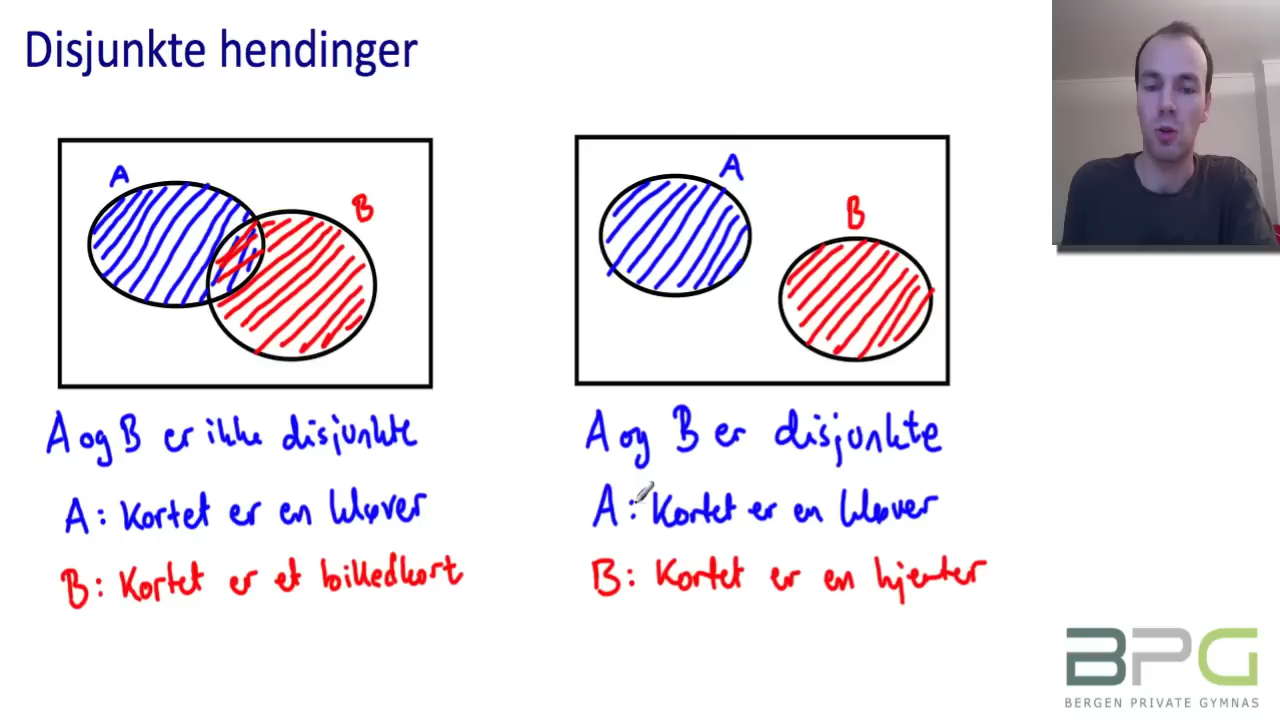 Disjunkte hendinger
A
B
A og B er ikke disjunkte
A: Kortet er en kløver
B: Kortet er et billedkort
A
B
A og B er disjunkte
A: Kortet er en kløver
B: Kortet er en hjerter
BPG
BERGEN PRIVATE GYMNAS